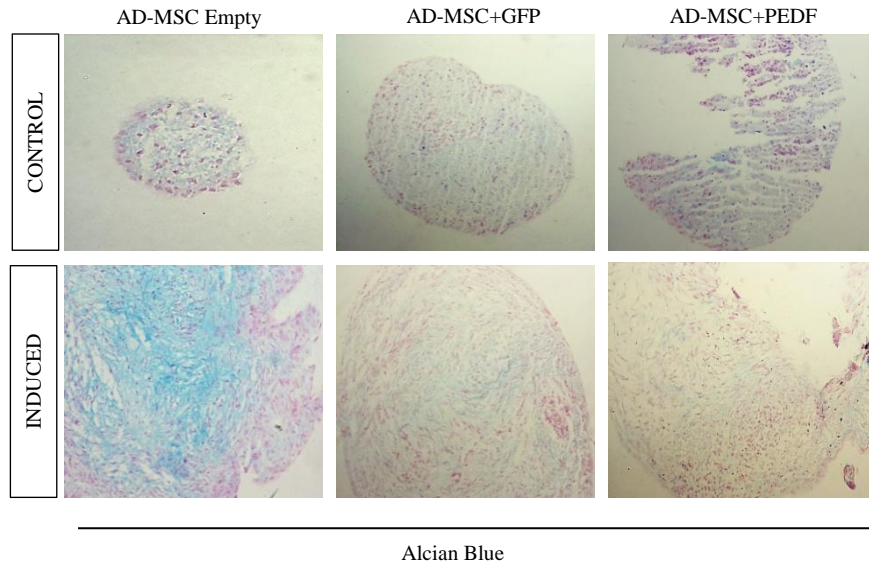 AD-MSC Empty
AD-MSC+GFP
AD-MSC+PEDF
CONTROL
INDUCED
Alcian Blue